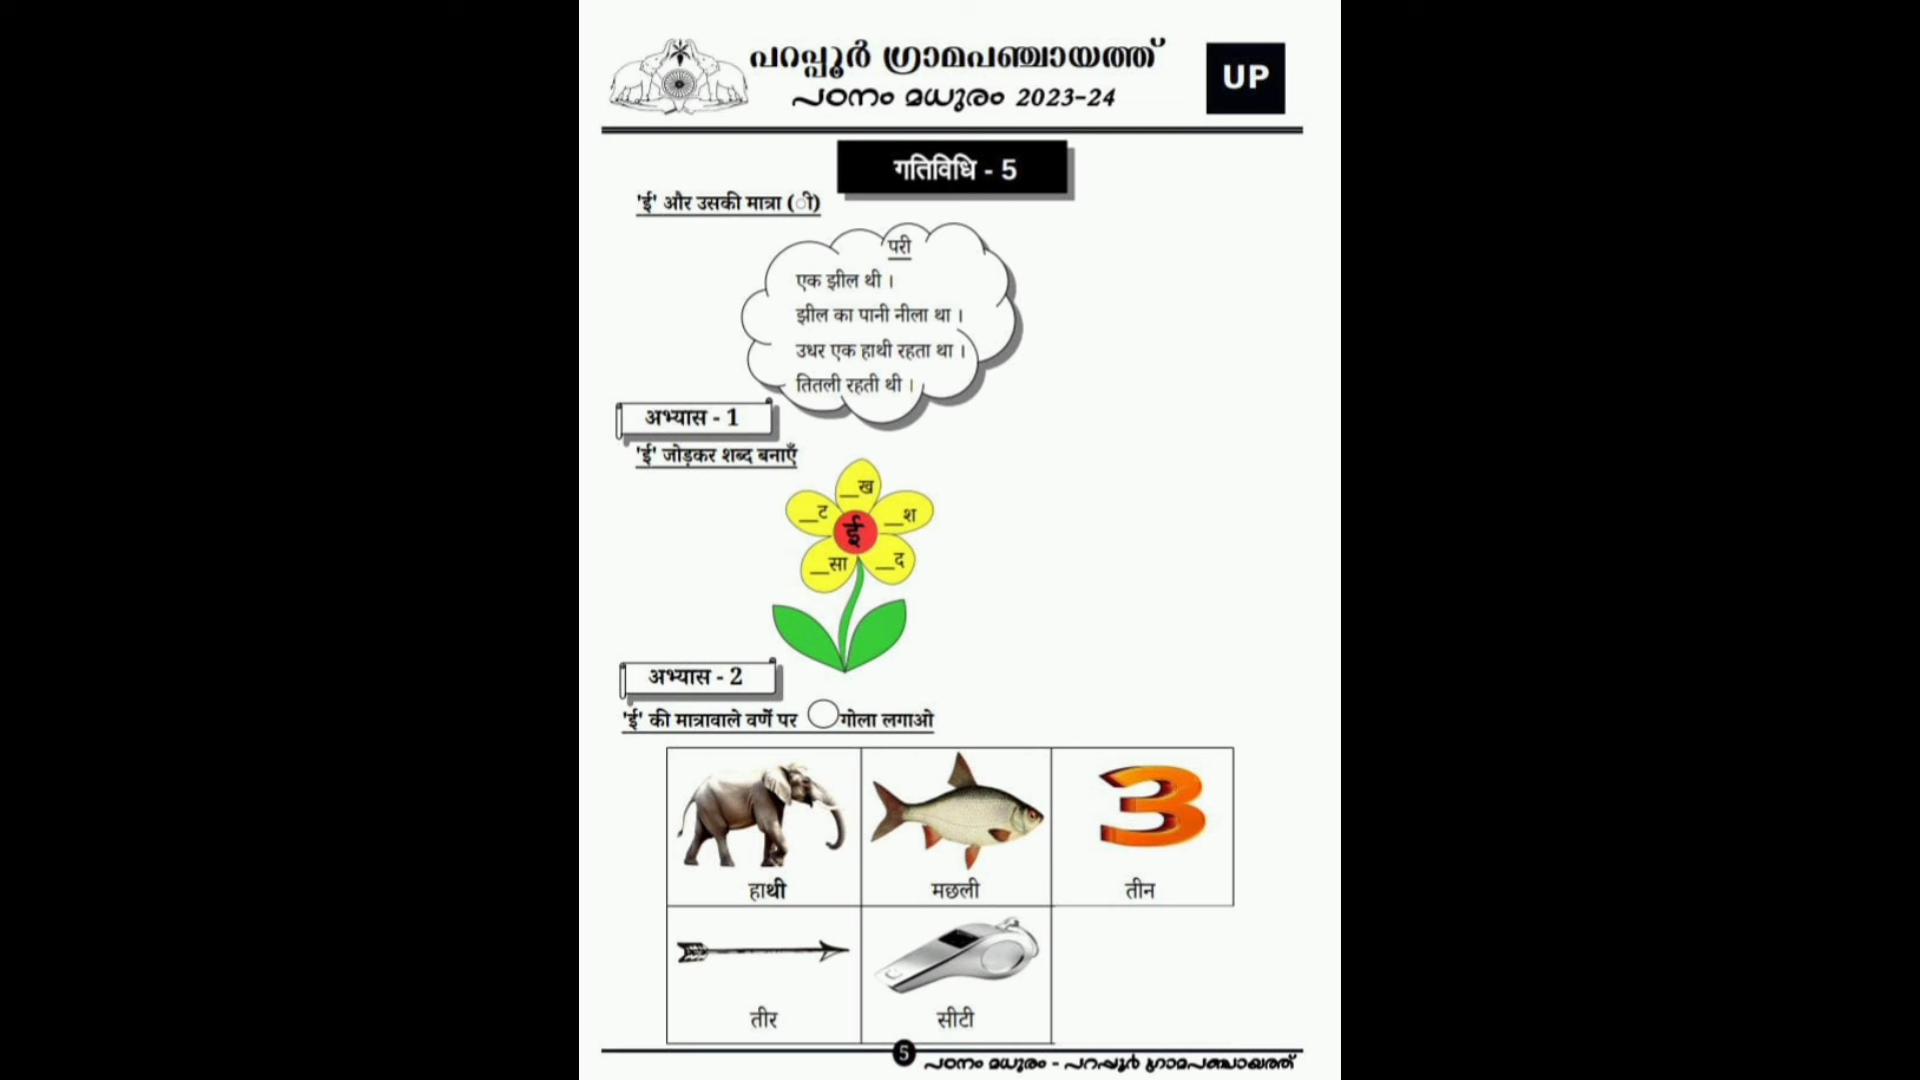 പറപ്പൂർ ഗ്രാമപഞ്ചായത്ത്
പഠനം മധുരം 2023-24
UP
गतिविधि - 5
'ई' और उसकी मात्रा (ी)
परी
एक झील थी ।
झील का पानी नीला था ।
उधर एक हाथी रहता था ।
तितली रहती थी ।
अभ्यास - 1
'ई' जोड़कर शब्द बनाएँ
__ख
__ट
__श
ई
__सा
__द
अभ्यास - 2
'ई' की मात्रावाले वर्णे पर गोला लगाओ
3
हाथी मछली तीन
तीर सीटी
5
പഠനം മധുരം - പറപ്പൂർ ഗ്രാമപഞ്ചായത്ത്